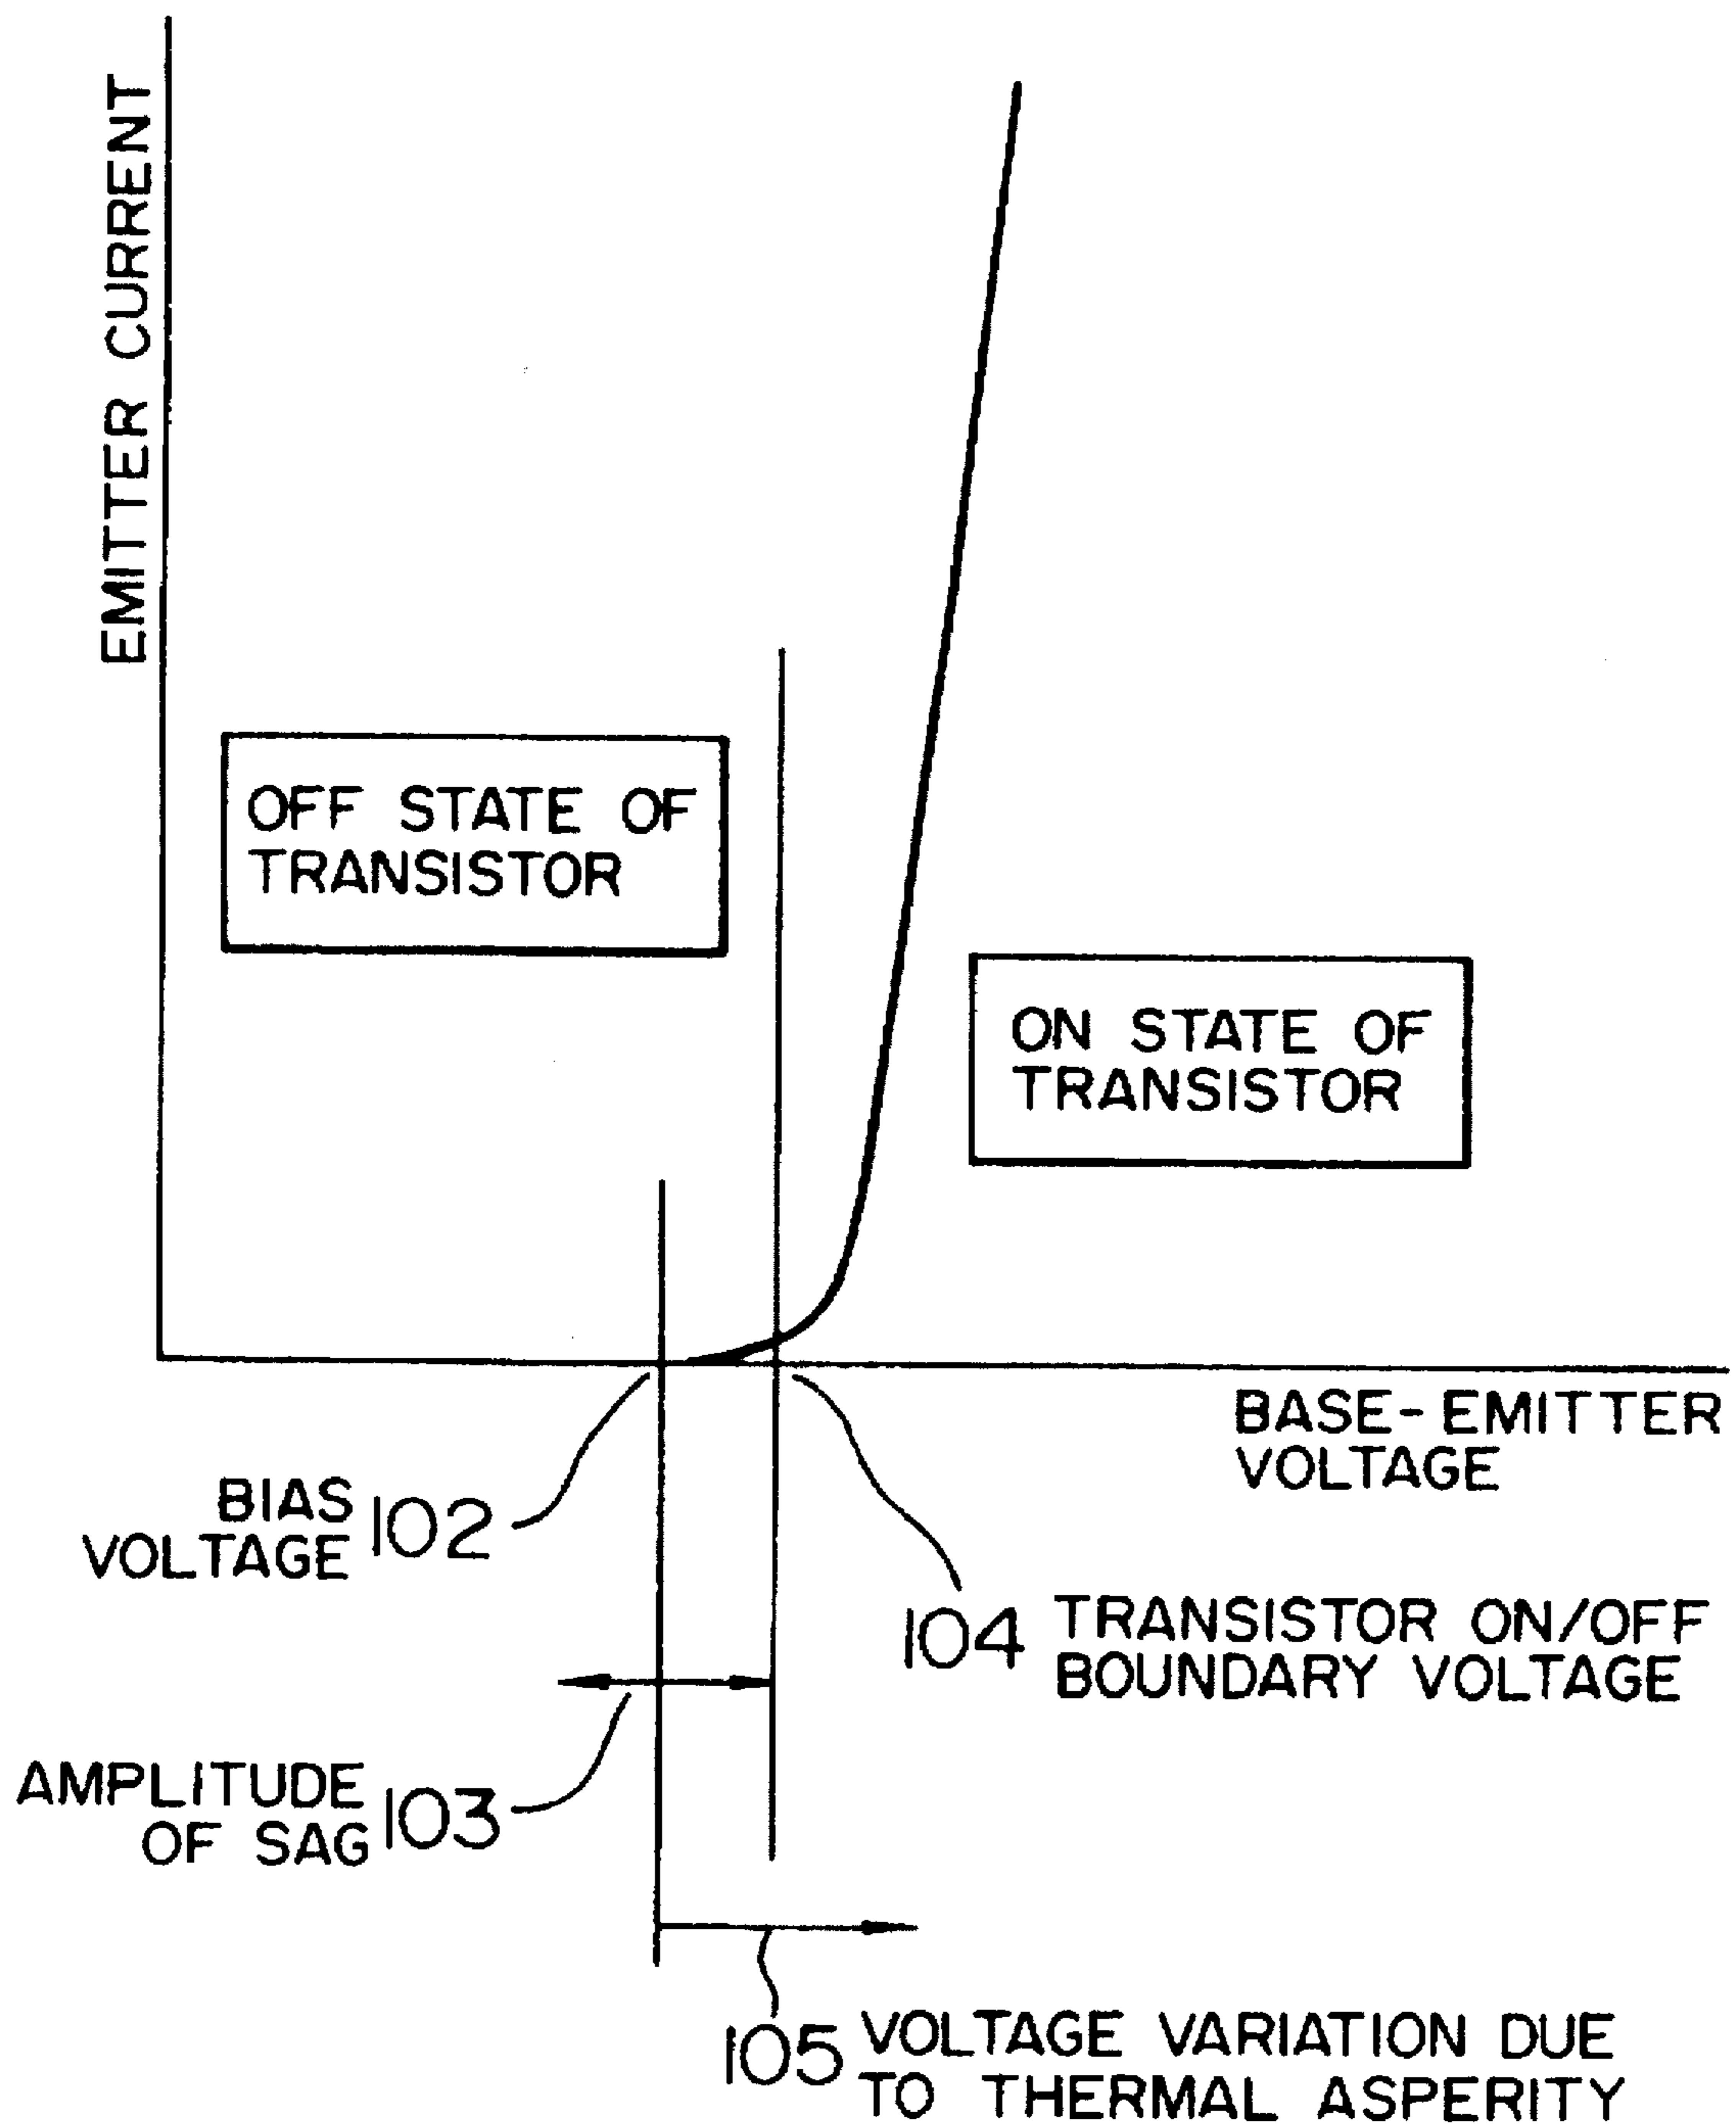 EMITTER CURRENT
OFF STATE OF
TRANSISTOR
ON STATE OF
TRANSISTOR
BASE-EMITTER
VOLTAGE
BIAS
VOLTAGE 102
104 TRANSISTOR ON/OFF
BOUNDARY VOLTAGE
AMPLITUDE
OF SAG 103
105 VOLTAGE VARIATION DUE
TO THERMAL ASPERITY